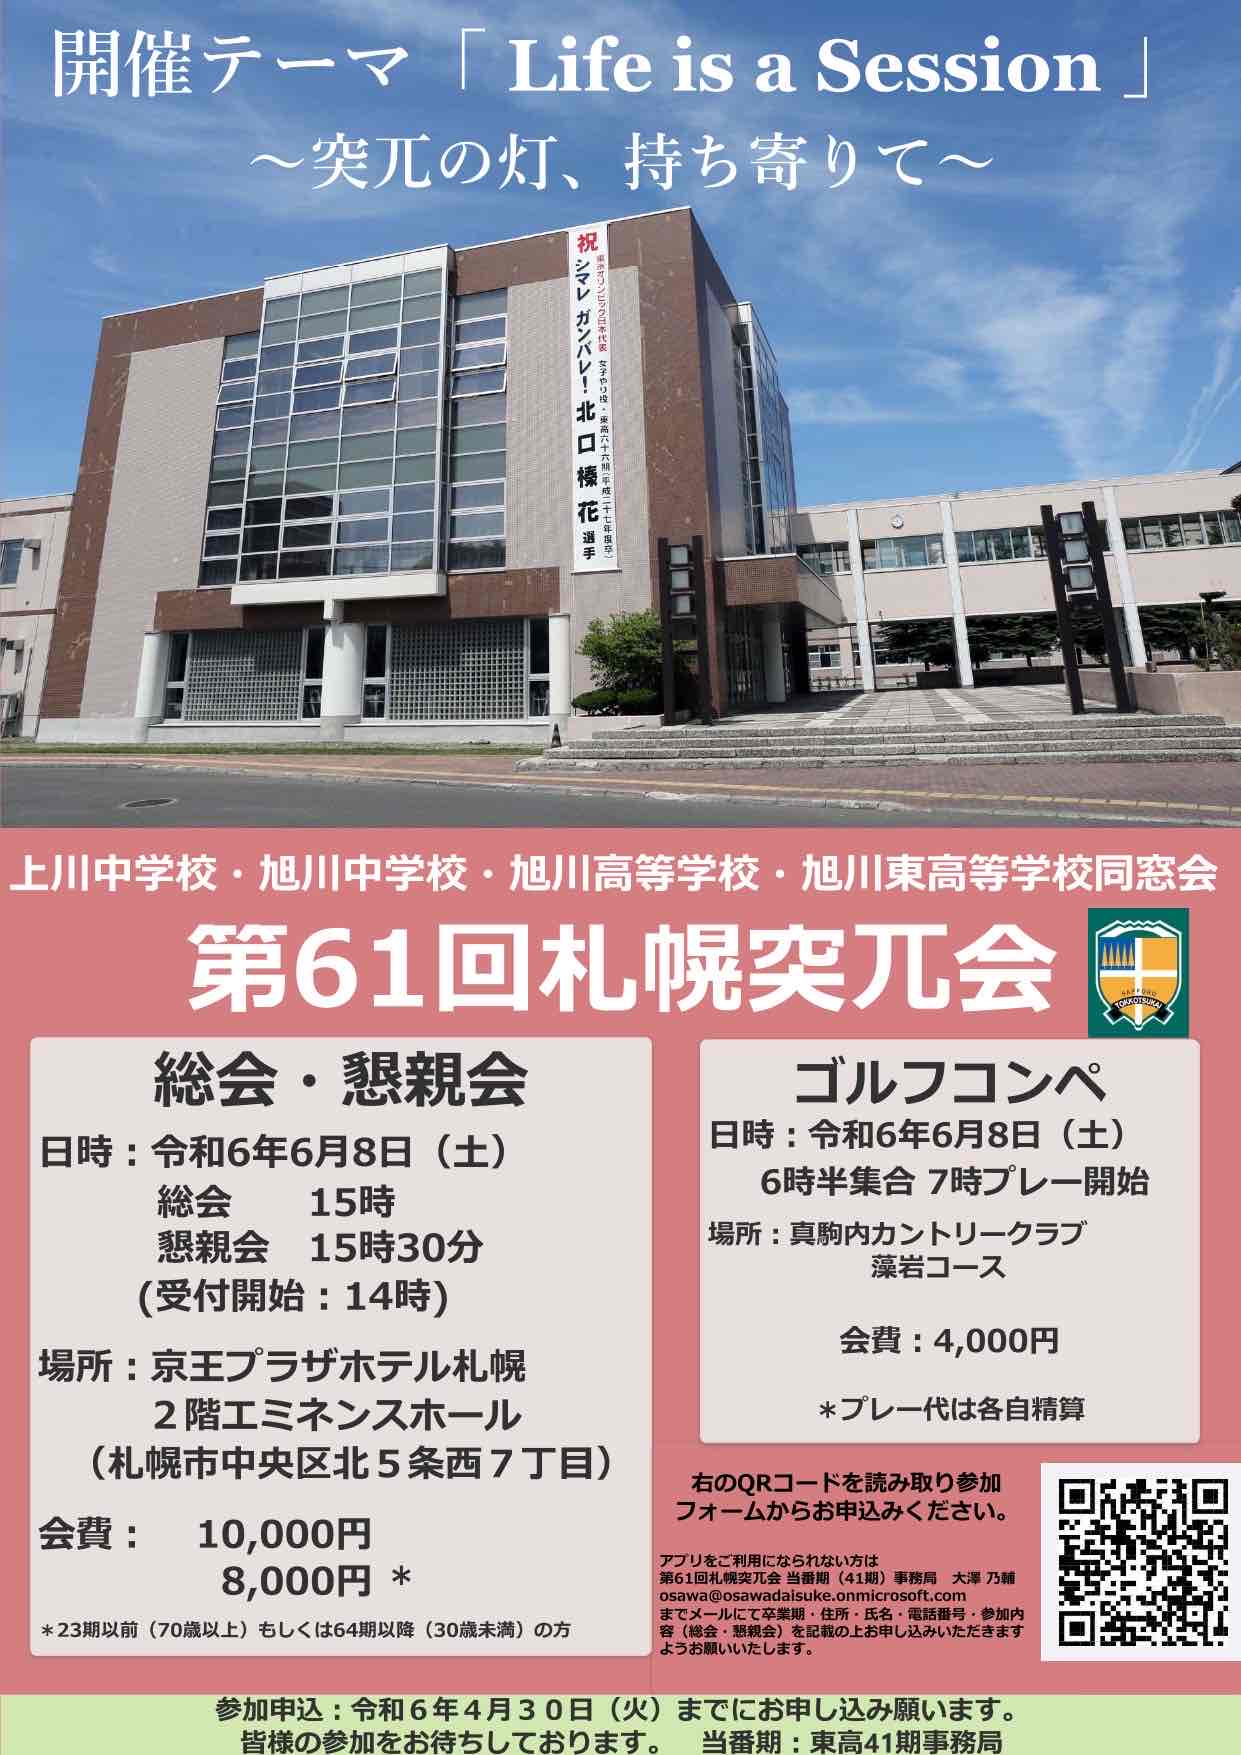 開催テーマ「 Life is a Session 」
～突兀の灯、持ち寄りて～
祝
東京オリンピック日本代表 女子やり投・東高六十六期（平成二十七年度卒）
シマレ ガンバレ！北口榛花 選手
上川中学校・旭川中学校・旭川高等学校・旭川東高等学校同窓会
第61回札幌突兀会
SAPPORO
TOKKOTSUKAI
総会・懇親会
日時：令和6年6月8日（土）
総会　　15時
懇親会　15時30分
(受付開始：14時)
場所：京王プラザホテル札幌
２階エミネンスホール
（札幌市中央区北５条西７丁目）
会費：　10,000円
8,000円 ＊
＊23期以前（70歳以上）もしくは64期以降（30歳未満）の方
ゴルフコンペ
日時：令和6年6月8日（土）
6時半集合 7時プレー開始
場所：真駒内カントリークラブ
藻岩コース
会費：4,000円
＊プレー代は各自精算
右のQRコードを読み取り参加
フォームからお申込みください。
アプリをご利用になられない方は
第61回札幌突兀会 当番期（41期）事務局　大澤 乃輔
osawa@osawadaisuke.onmicrosoft.com
までメールにて卒業期・住所・氏名・電話番号・参加内
容（総会・懇親会）を記載の上お申し込みいただきます
ようお願いいたします。
参加申込：令和６年４月３０日（火）までにお申し込み願います。
皆様の参加をお待ちしております。　当番期：東高41期事務局